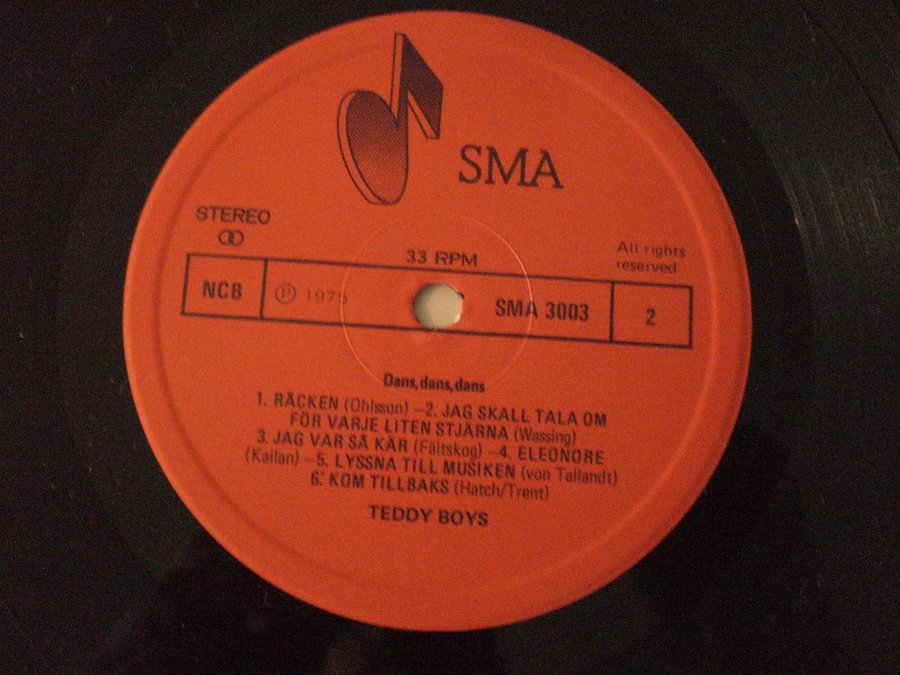 SMA
STEREO
33 RPM
All rights
reserved
NCB
Ⓟ 1975
SMA 3003
2
Dans, dans, dans
1. RÄCKEN (Ohlsson) – 2. JAG SKALL TALA OM
FÖR VARJE LITEN STJÄRNA (Wassing)
3. JAG VAR SÅ KÄR (Fältskog) – 4. ELEONORE
(Kailan) – 5. LYSSNA TILL MUSIKEN (von Tallandt)
6. KOM TILLBAKS (Hatch/Trent)
TEDDY BOYS